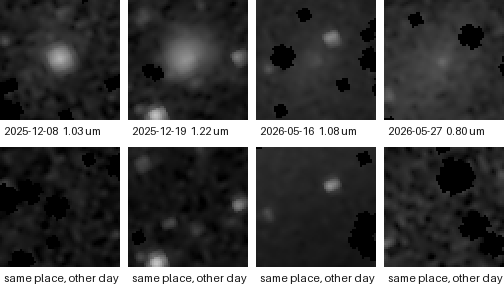 2025-12-08 1.03 um
2025-12-19 1.22 um
2026-05-16 1.08 um
2026-05-27 0.80 um
same place, other day
same place, other day
same place, other day
same place, other day